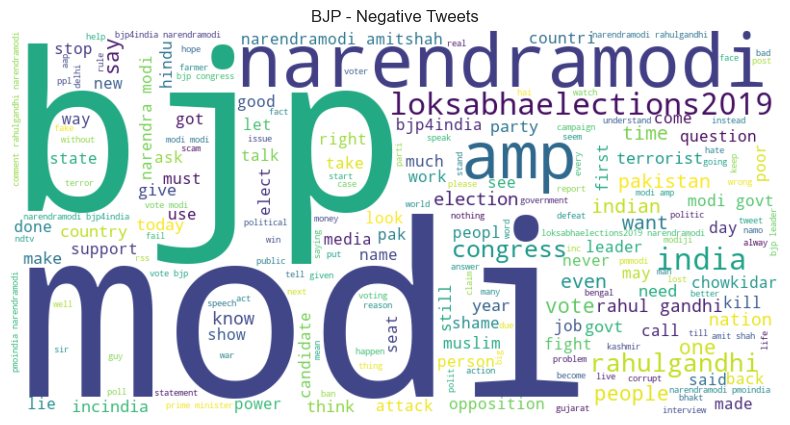 BJP - Negative Tweets
bjp
modi
narendramodi
loksabhaelections2019
amp
india
rahulgandhi
congress
narendramodi amitshah
countri
bjp4india narendramodi
help
hope
farmer
bjp congress
real
voter
face
bad
post
aap
ppl
delhi
rule
stop
say
new
hindu
way
got
good
let
right
bjp4india
party
come
time
question
understand
instead
campaign
seem
speak
hai
watch
fact
issue
scam
modi modi
narendra modi
fake
without
state
ask
talk
take
much
work
see
first
terrorist
poor
hate
going
keep
wrong
every
stand
please
report
start
case
parti
must
give
elect
terror
comment rahulgandhi narendramodi
narendramodi bjp4india
vote modi
use
today
look
election
pakistan
indian
modi amp
modi govt
done
ndtv
country
fail
rss
support
political
money
win
saying
world
nothing
government
defeat
word
politic
tweet
namo
want
day
modiji
alway
bjp leader
loksabhaelections2019 narendramodi
media
pak
name
peopl
leader
never
inc
pmmodi
man
make
vote bjp
public
tell
given
put
answer
even
may
chowkidar
lost
better
need
many
claim
still
year
vote
rahul gandhi
kill
bengal
pmoindia narendramodi
well
speech
act
next
voting
reason
know
show
seat
shame
job
govt
call
nation
till
amit shah
life
due
big
muslim
fight
kashmir
sir
guy
war
mean
happen
thing
candidate
person
problem
one
said
back
poll
statement
ban
polit
action
become
live
corrupt
people
narendramodi pmoindia
bhakt
lie
incindia
prime minister
power
think
attack
opposition
gujarat
interview
made